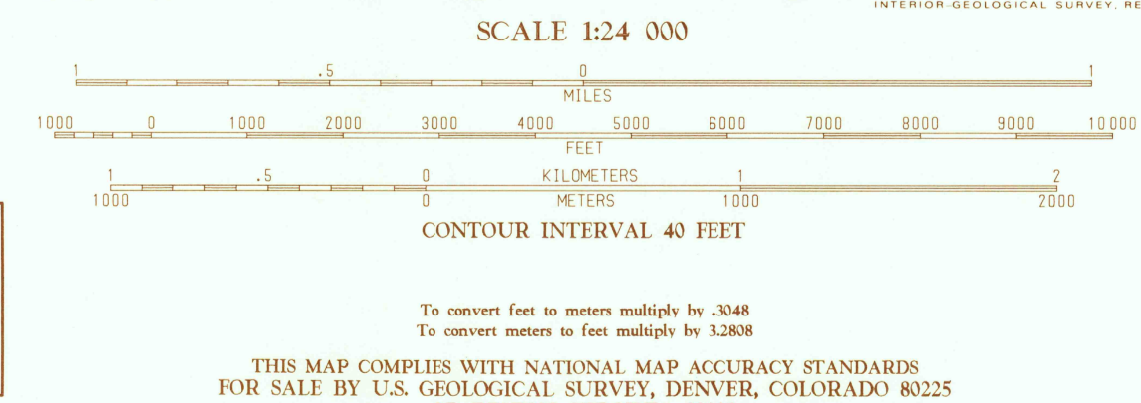 INTERIOR-GEOLOGICAL SURVEY, RE
SCALE 1:24 000
1 .5 0 1
MILES
1000 0 1000 2000 3000 4000 5000 6000 7000 8000 9000 10 000
FEET
1 .5 0 KILOMETERS 1 2
1000 0 METERS 1000 2000
CONTOUR INTERVAL 40 FEET
To convert feet to meters multiply by .3048
To convert meters to feet multiply by 3.2808
THIS MAP COMPLIES WITH NATIONAL MAP ACCURACY STANDARDS
FOR SALE BY U.S. GEOLOGICAL SURVEY, DENVER, COLORADO 80225